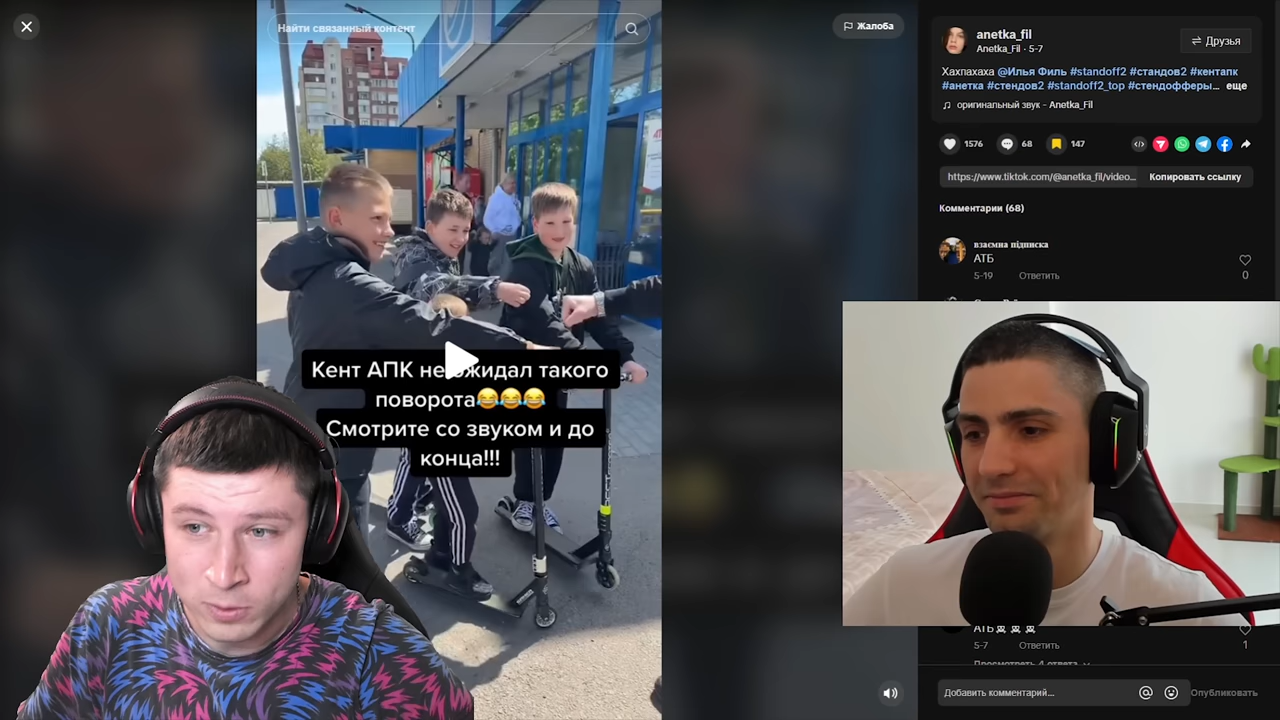 Найти связанный контент
Жалоба
Кент АПК не ожидал такого
поворота😂😂😂
Смотрите со звуком и до
конца!!!
anetka_fil
Anetka_Fil · 5-7
Друзья
Хахпахаха @Илья Филь #standoff2 #стандов2 #кентапк
#анетка #стендов2 #standoff2_top #стендофферы... еще
оригинальный звук - Anetka_Fil
1576
68
147
https://www.tiktok.com/@anetka_fil/video...
Копировать ссылку
Комментарии (68)
взаємна підписка
АТБ
5-19 Ответить
0
АТБ☠☠☠
5-7 Ответить
1
Просмотреть 4 ответа
Добавить комментарий...
Опубликовать